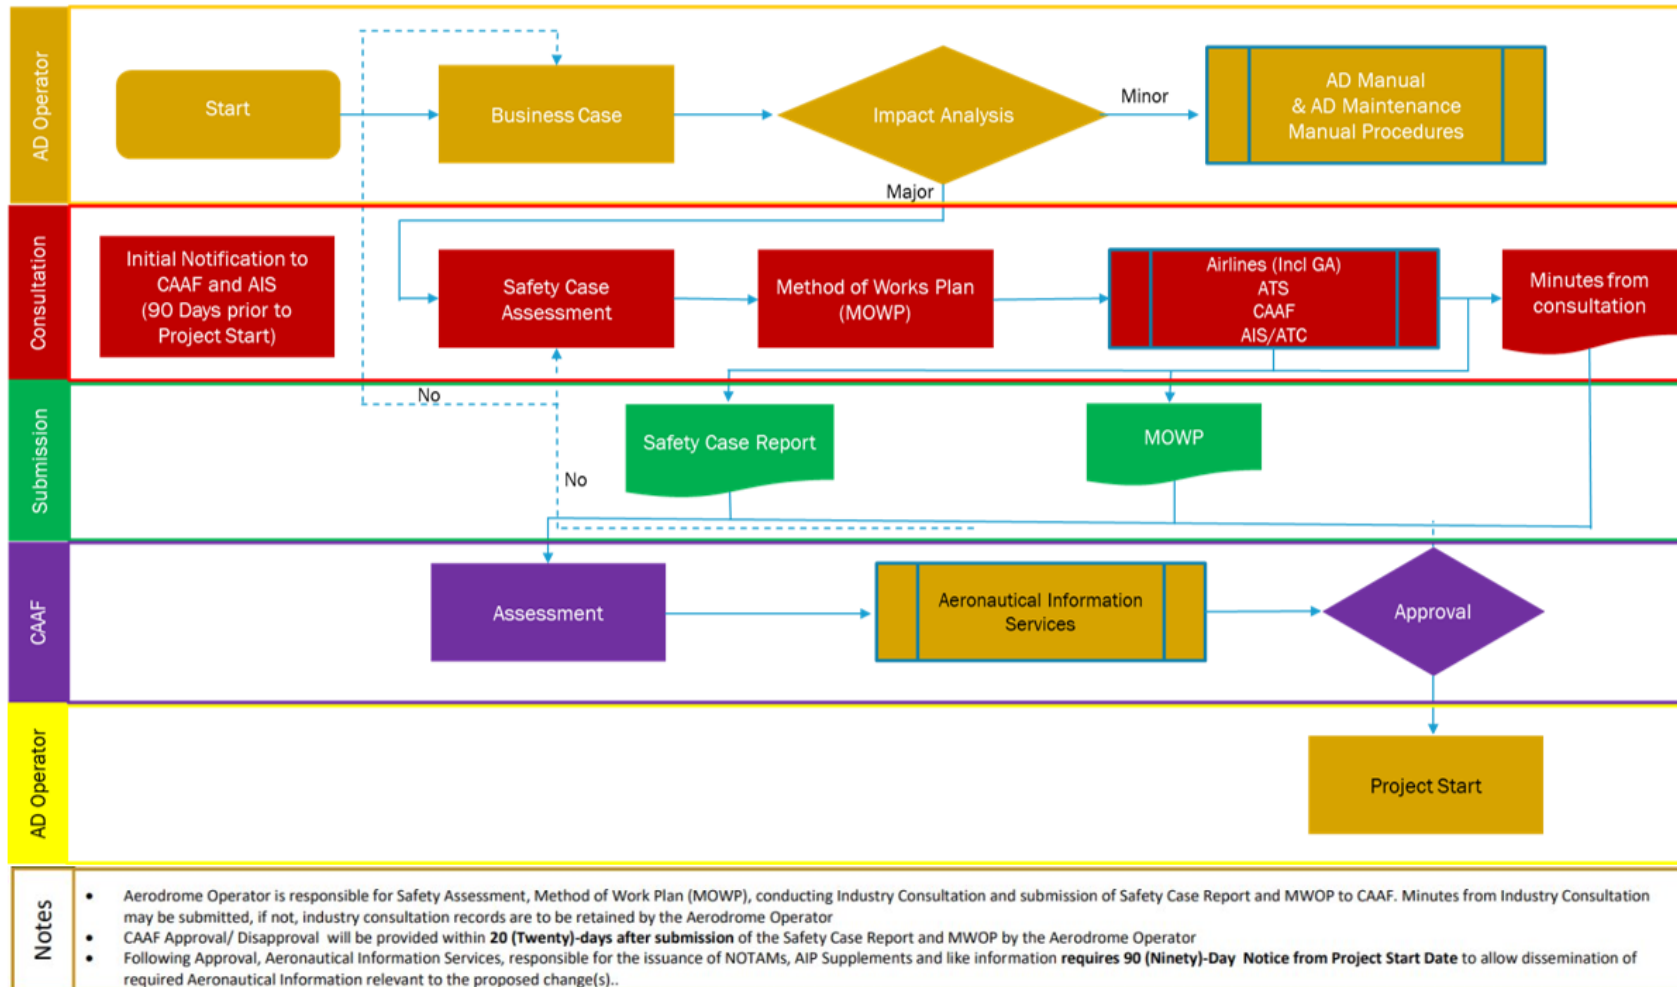 AD Operator
Start
Business Case
Impact Analysis
Minor
AD Manual
& AD Maintenance
Manual Procedures
Major
Consultation
Initial Notification to
CAAF and AIS
(90 Days prior to
Project Start)
Safety Case
Assessment
Method of Works Plan
(MOWP)
Airlines (Incl GA)
ATS
CAAF
AIS/ATC
Minutes from
consultation
Submission
No
Safety Case Report
MOWP
No
CAAF
Assessment
Aeronautical Information
Services
Approval
AD Operator
Project Start
Notes
• Aerodrome Operator is responsible for Safety Assessment, Method of Work Plan (MOWP), conducting Industry Consultation and submission of Safety Case Report and MWOP to CAAF. Minutes from Industry Consultation
may be submitted, if not, industry consultation records are to be retained by the Aerodrome Operator
• CAAF Approval/ Disapproval will be provided within 20 (Twenty)-days after submission of the Safety Case Report and MWOP by the Aerodrome Operator
• Following Approval, Aeronautical Information Services, responsible for the issuance of NOTAMs, AIP Supplements and like information requires 90 (Ninety)-Day Notice from Project Start Date to allow dissemination of
required Aeronautical Information relevant to the proposed change(s)..